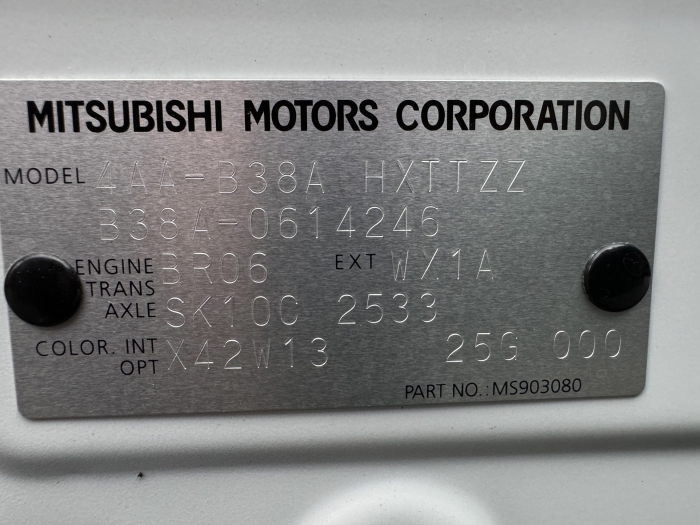 MITSUBISHI MOTORS CORPORATION
MODEL 4AA-B38A HXTTZZ
B38A-0614246
ENGINE BR06 EXT WX1A
TRANS
AXLE SK10C 2533
COLOR. INT X42W13 25G 000
OPT
PART NO.:MS903080